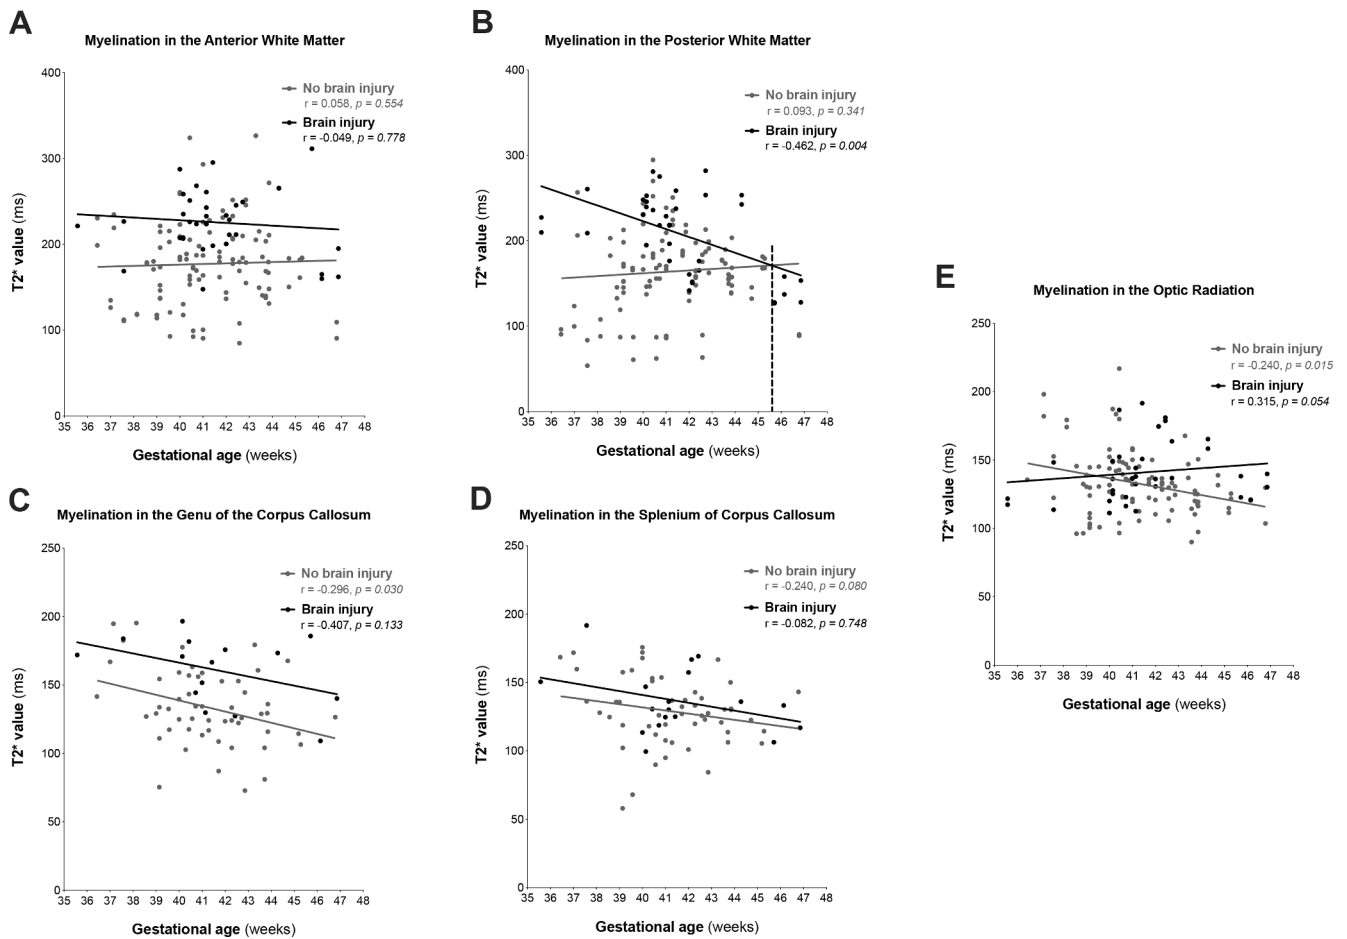 A
Myelination in the Anterior White Matter
No brain injury
r = 0.058, p = 0.554
Brain injury
r = -0.049, p = 0.778
T2* value (ms)
400
300
200
100
0
35 36 37 38 39 40 41 42 43 44 45 46 47 48
Gestational age (weeks)
B
Myelination in the Posterior White Matter
No brain injury
r = 0.093, p = 0.341
Brain injury
r = -0.462, p = 0.004
T2* value (ms)
400
300
200
100
0
35 36 37 38 39 40 41 42 43 44 45 46 47 48
Gestational age (weeks)
C
Myelination in the Genu of the Corpus Callosum
No brain injury
r = -0.296, p = 0.030
Brain injury
r = -0.407, p = 0.133
T2* value (ms)
250
200
150
100
50
0
35 36 37 38 39 40 41 42 43 44 45 46 47 48
Gestational age (weeks)
D
Myelination in the Splenium of Corpus Callosum
No brain injury
r = -0.240, p = 0.080
Brain injury
r = -0.082, p = 0.748
T2* value (ms)
250
200
150
100
50
0
35 36 37 38 39 40 41 42 43 44 45 46 47 48
Gestational age (weeks)
E
Myelination in the Optic Radiation
No brain injury
r = -0.240, p = 0.015
Brain injury
r = 0.315, p = 0.054
T2* value (ms)
250
200
150
100
50
0
35 36 37 38 39 40 41 42 43 44 45 46 47 48
Gestational age (weeks)